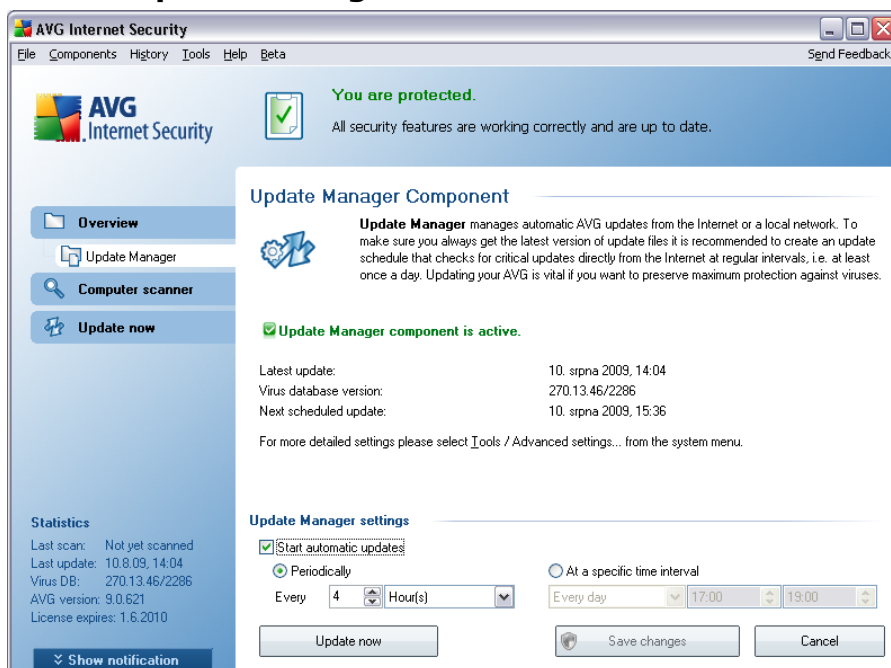 AVG Internet Security
File Components History Tools Help Beta Send Feedback
AVG
Internet Security
You are protected.
All security features are working correctly and are up to date.
Overview
Update Manager
Computer scanner
Update now
Update Manager Component
Update Manager manages automatic AVG updates from the Internet or a local network. To
make sure you always get the latest version of update files it is recommended to create an update
schedule that checks for critical updates directly from the Internet at regular intervals, i.e. at least
once a day. Updating your AVG is vital if you want to preserve maximum protection against viruses.
Update Manager component is active.
Latest update: 10. srpna 2009, 14:04
Virus database version: 270.13.46/2286
Next scheduled update: 10. srpna 2009, 15:36
For more detailed settings please select Tools / Advanced settings... from the system menu.
Update Manager settings
Start automatic updates
Periodically At a specific time interval
Every 4 Hour(s) Every day 17:00 19:00
Update now Save changes Cancel
Statistics
Last scan: Not yet scanned
Last update: 10.8.09, 14:04
Virus DB: 270.13.46/2286
AVG version: 9.0.621
License expires: 1.6.2010
Show notification